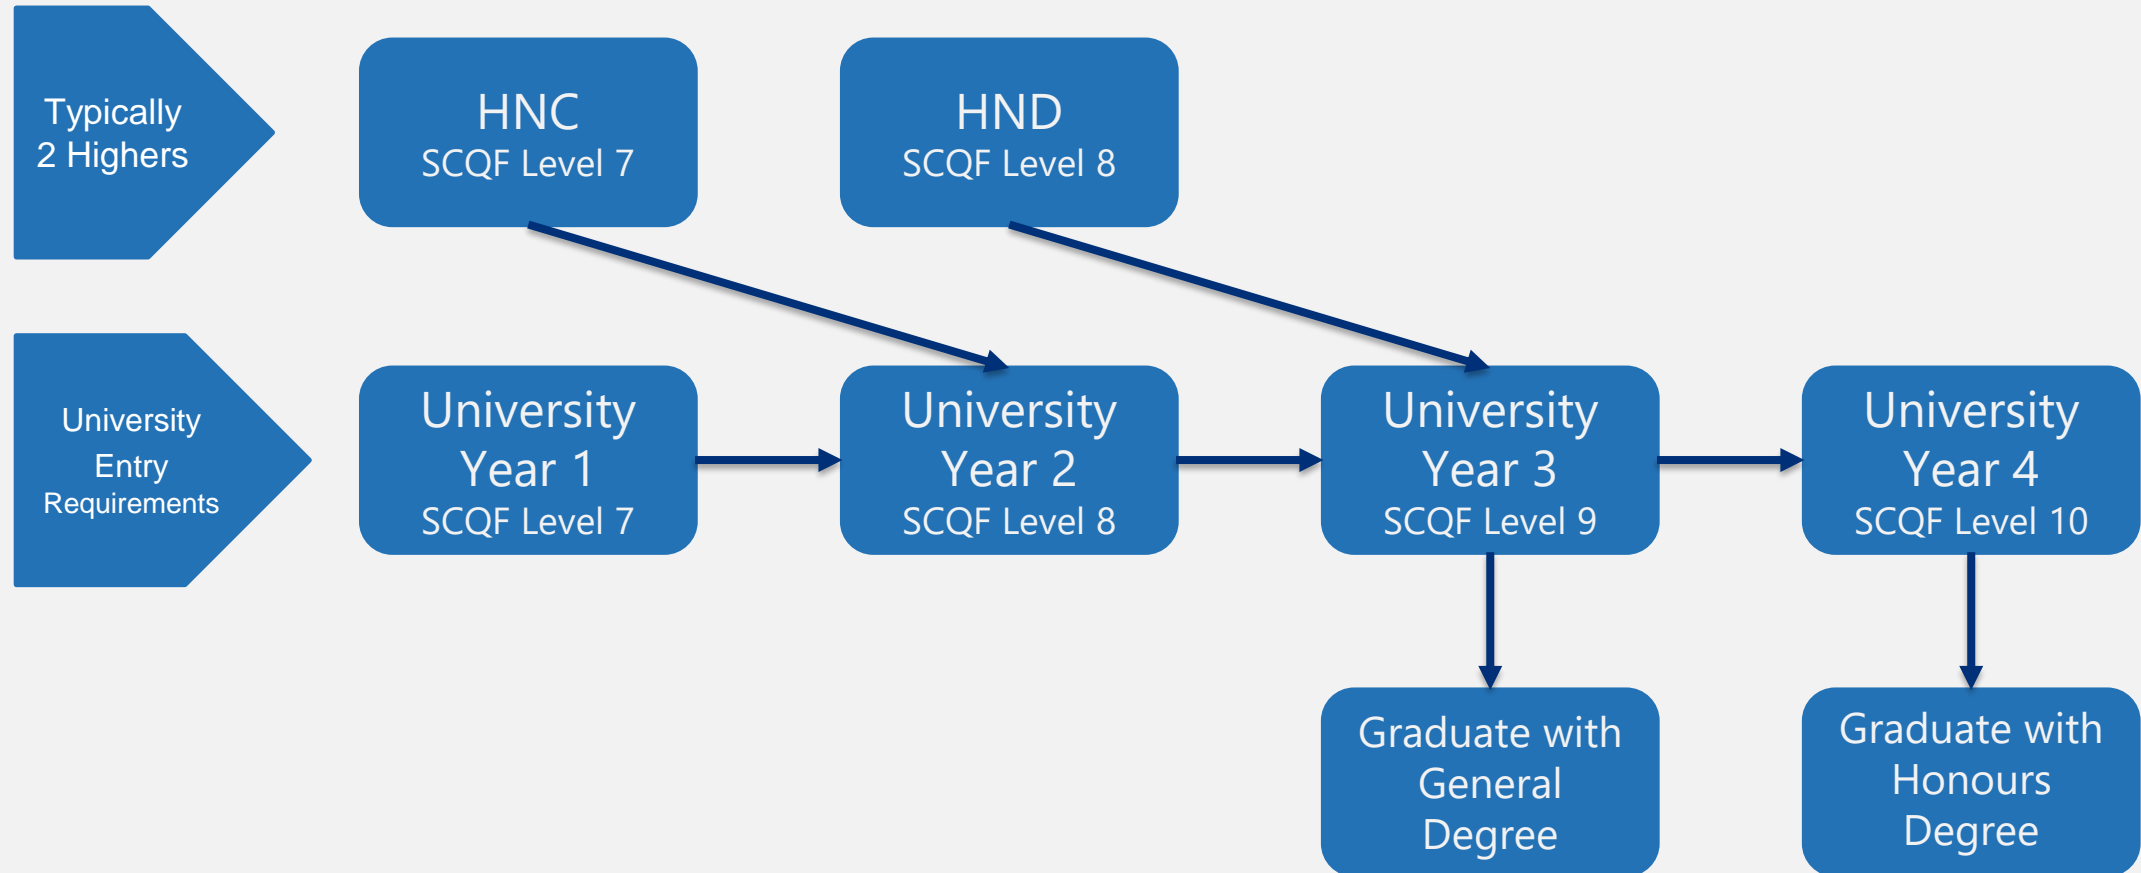 Typically
2 Highers
HNC
SCQF Level 7
HND
SCQF Level 8
University
Entry
Requirements
University
Year 1
SCQF Level 7
University
Year 2
SCQF Level 8
University
Year 3
SCQF Level 9
University
Year 4
SCQF Level 10
Graduate with
General
Degree
Graduate with
Honours
Degree